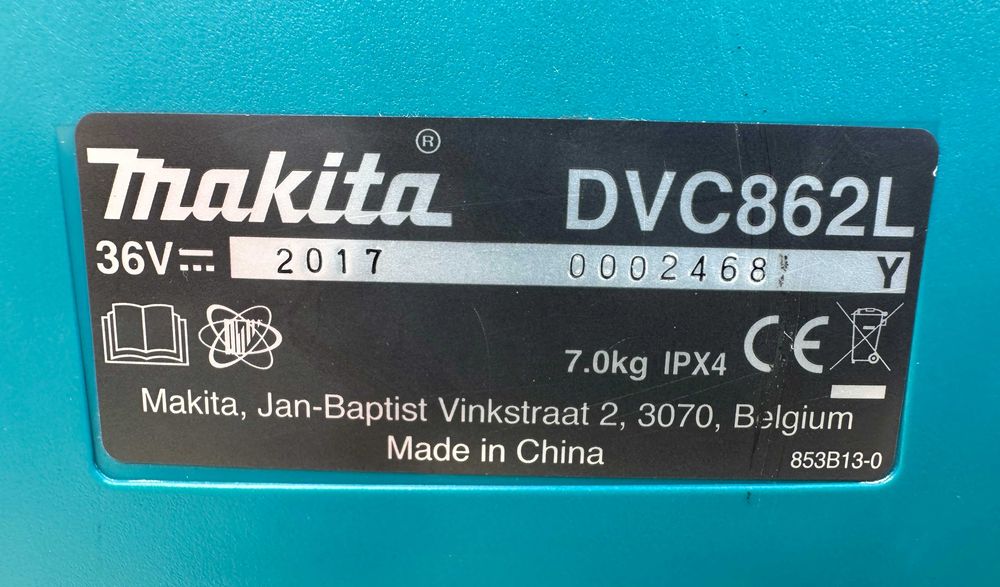 makita®
DVC862L
36V⎓ 2017 0002468 Y
7.0kg IPX4 CE
Makita, Jan-Baptist Vinkstraat 2, 3070, Belgium
Made in China
853B13-0